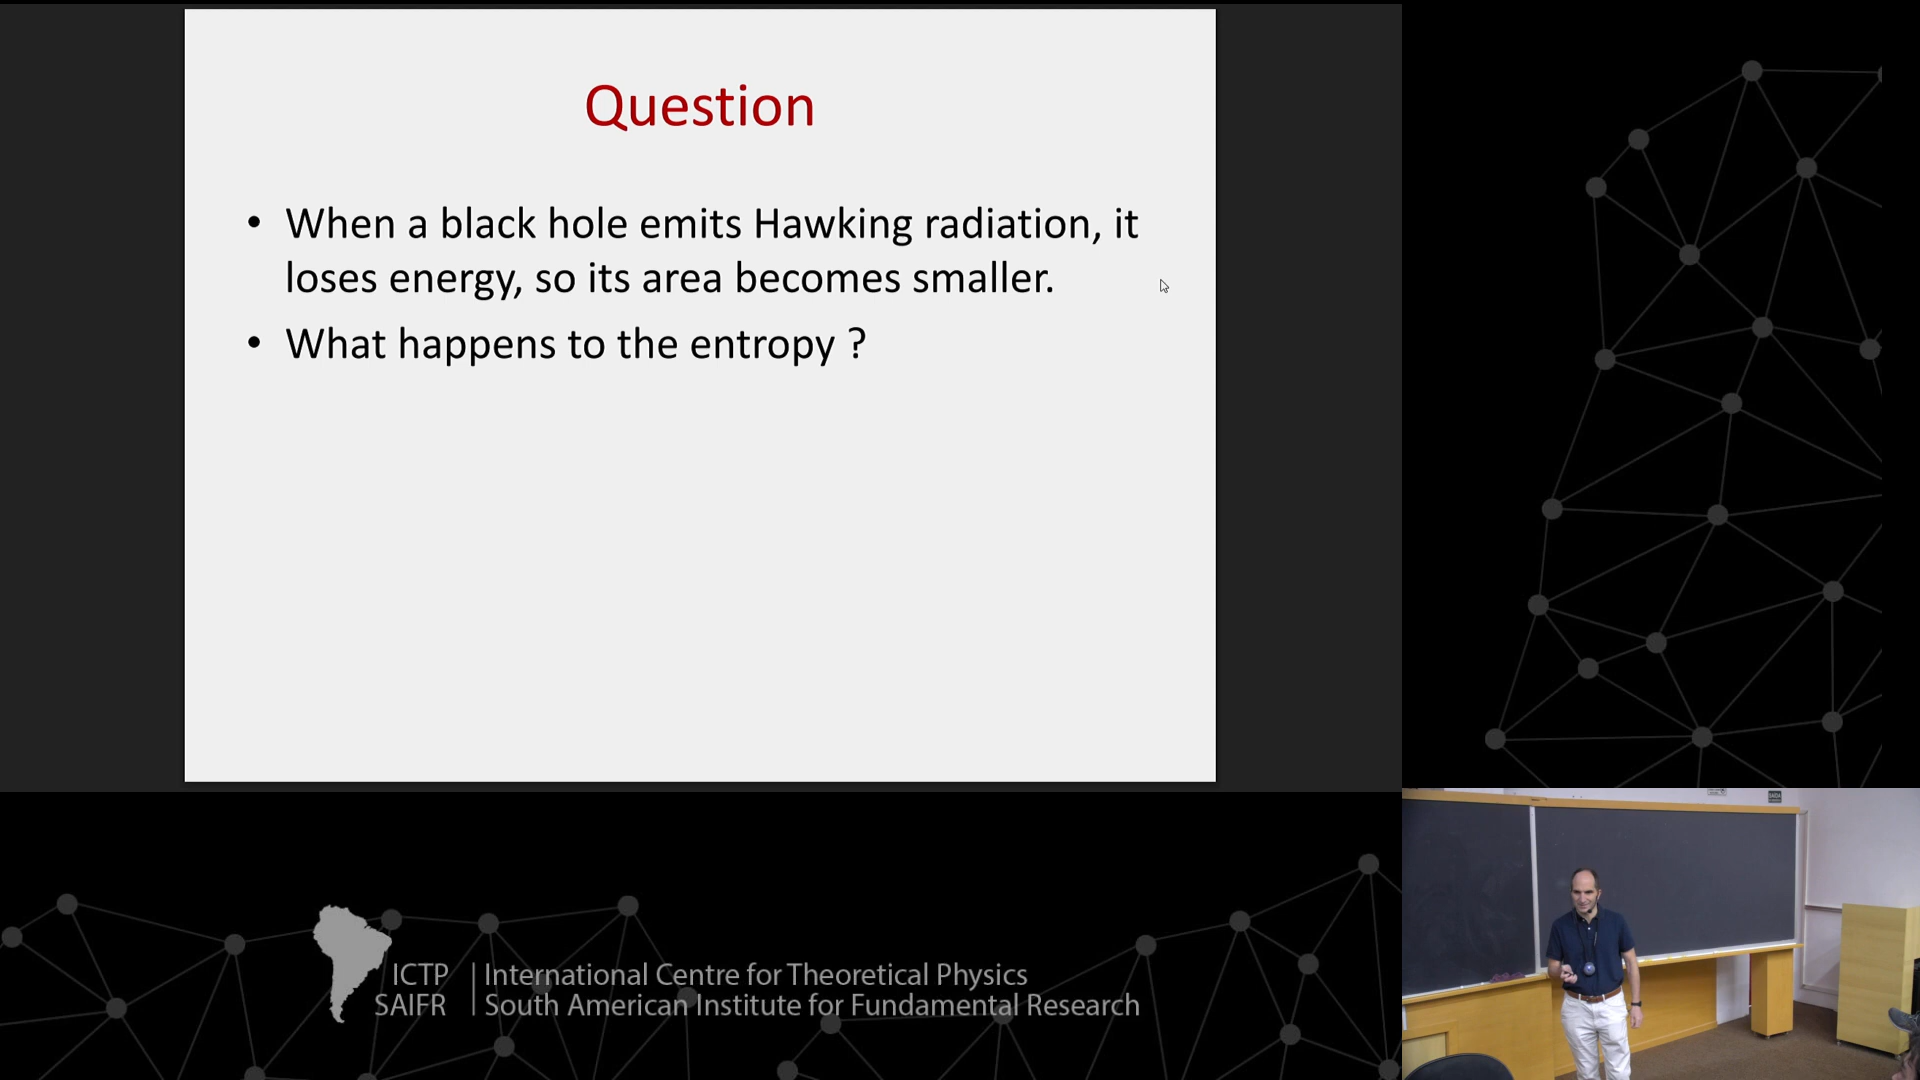 Question
• When a black hole emits Hawking radiation, it
loses energy, so its area becomes smaller.
• What happens to the entropy ?
ICTP
SAIFR
International Centre for Theoretical Physics
South American Institute for Fundamental Research